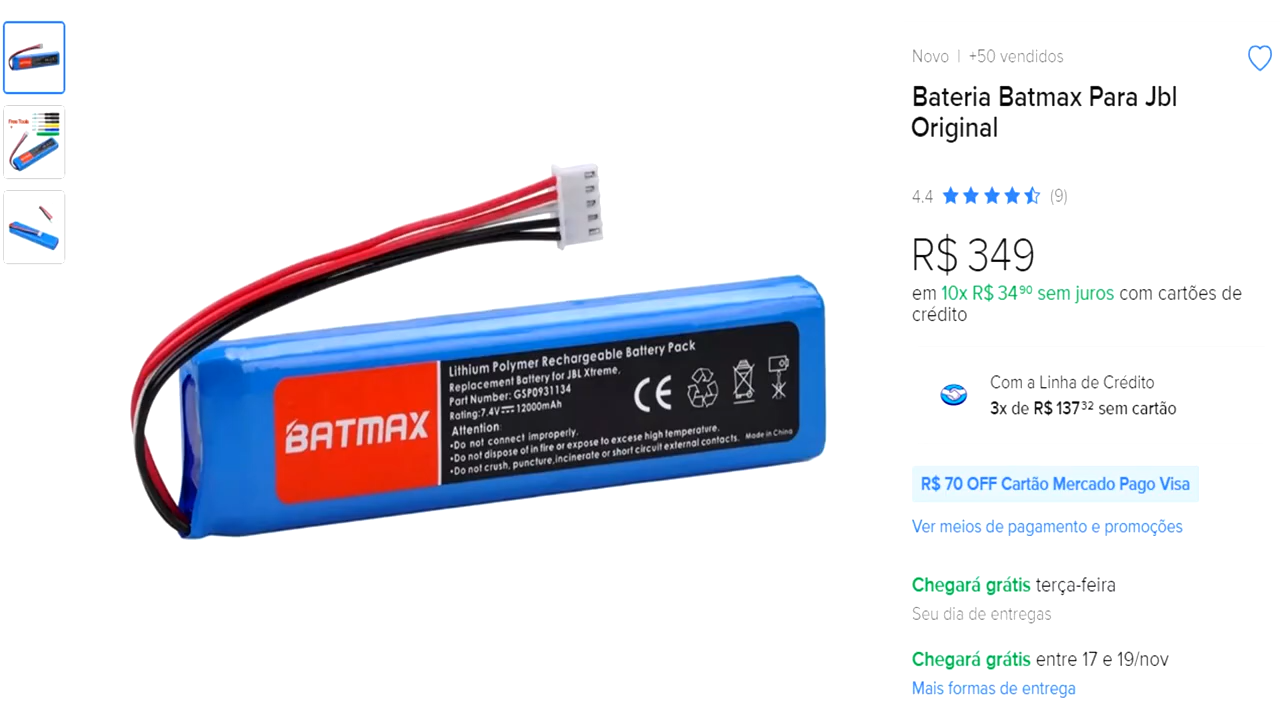 Free Tools
BATMAX
Lithium Polymer Rechargeable Battery Pack
Replacement Battery for JBL Xtreme.
Part Number: GSP0931134
Rating:7.4V 12000mAh
Attention:
•Do not connect improperly.
•Do not dispose of in fire or expose to excese high temperature.
•Do not crush, puncture,incinerate or short circuit external contacts.
Made in China
CE
Novo | +50 vendidos
Bateria Batmax Para Jbl
Original
4.4 (9)
R$ 349
em 10x R$ 34⁹⁰ sem juros com cartões de
crédito
Com a Linha de Crédito
3x de R$ 137³² sem cartão
R$ 70 OFF Cartão Mercado Pago Visa
Ver meios de pagamento e promoções
Chegará grátis terça-feira
Seu dia de entregas
Chegará grátis entre 17 e 19/nov
Mais formas de entrega